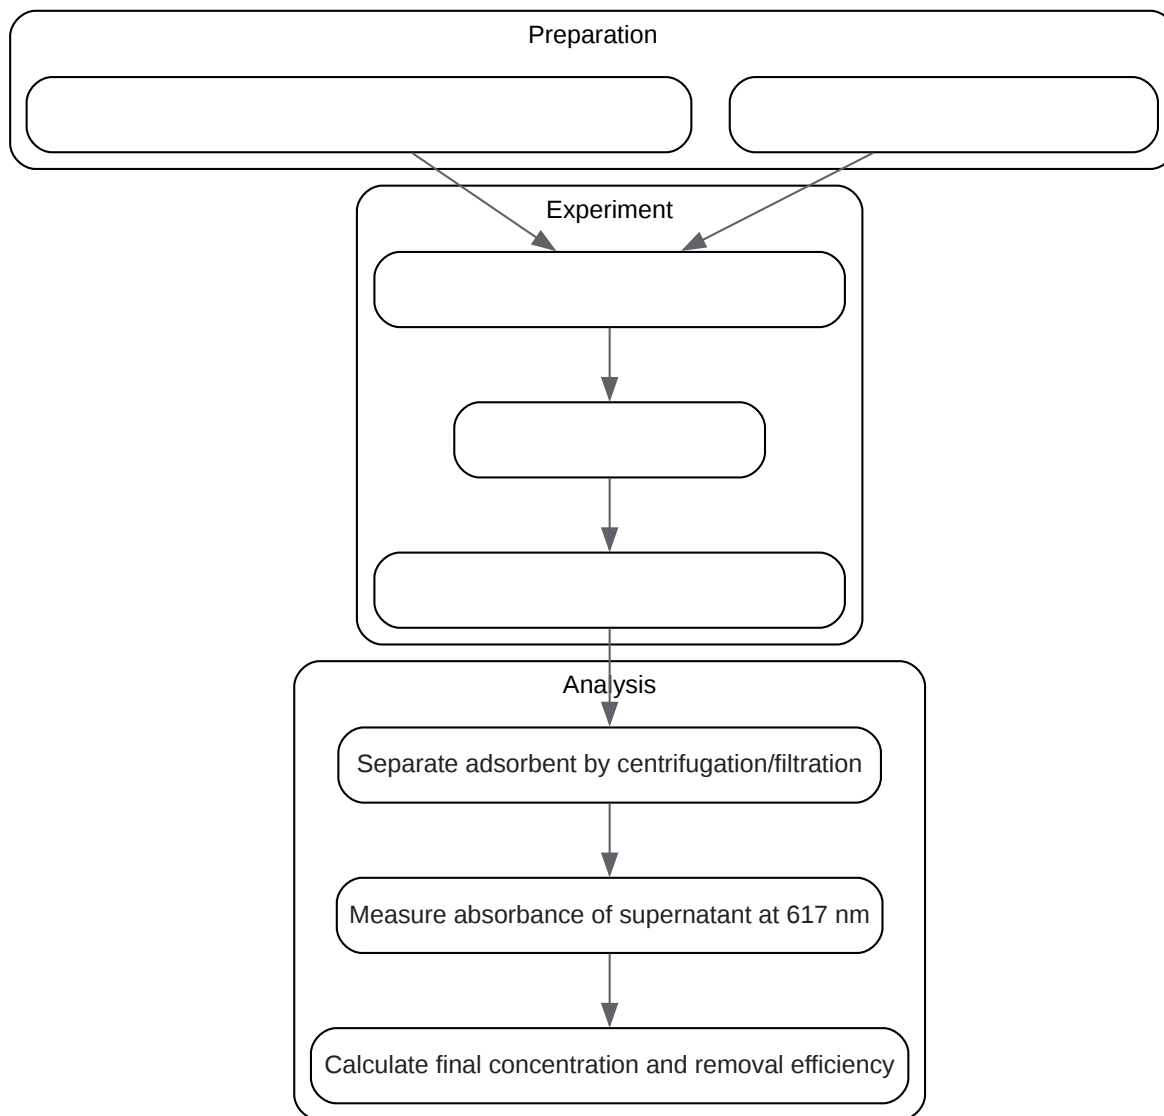 Preparation
Experiment
Analysis
Separate adsorbent by centrifugation/filtration
Measure absorbance of supernatant at 617 nm
Calculate final concentration and removal efficiency